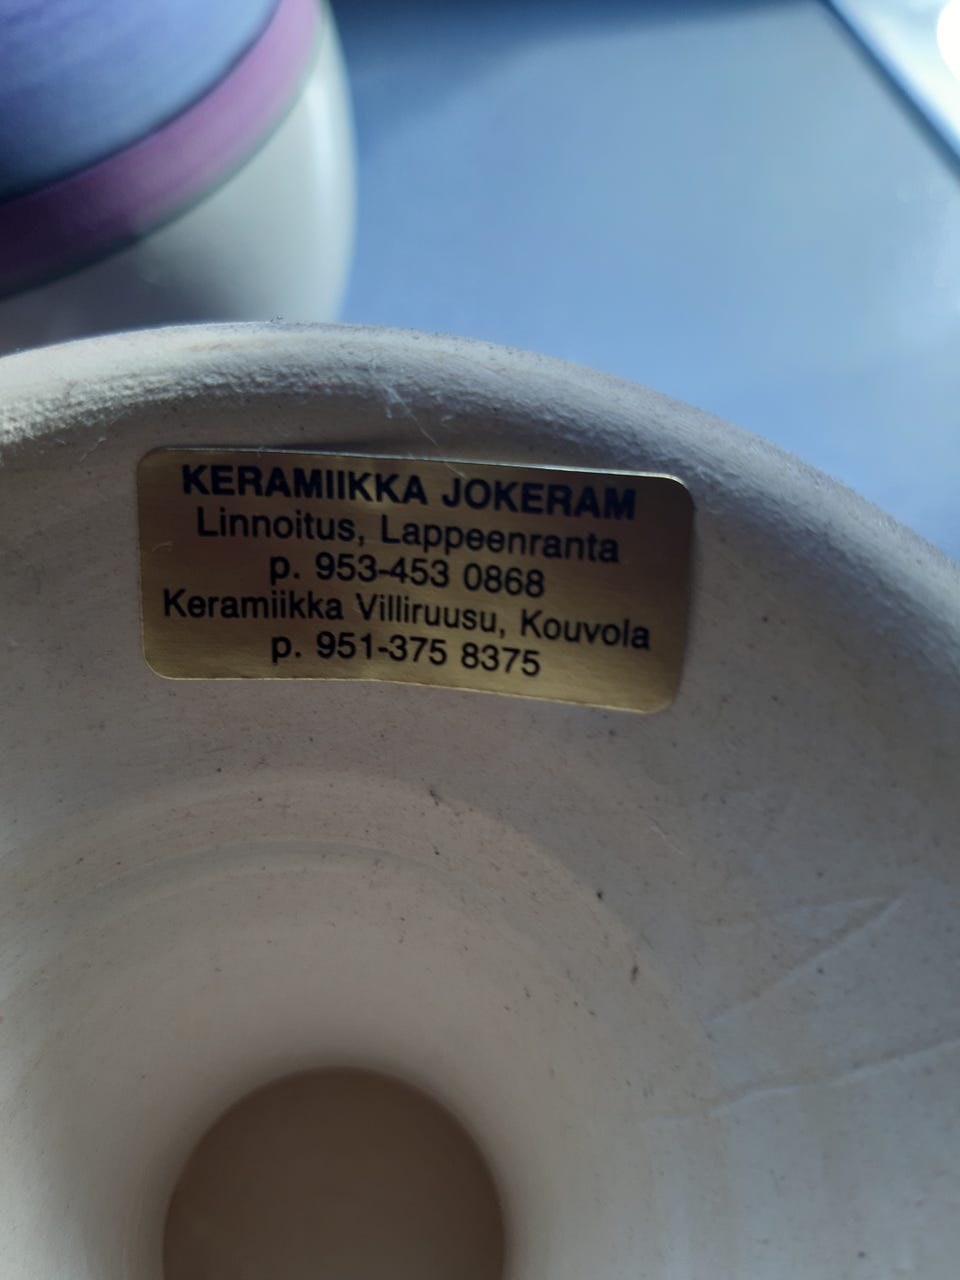 KERAMIIKKA JOKERAM
Linnoitus, Lappeenranta
p. 953-453 0868
Keramiikka Villiruusu, Kouvola
p. 951-375 8375